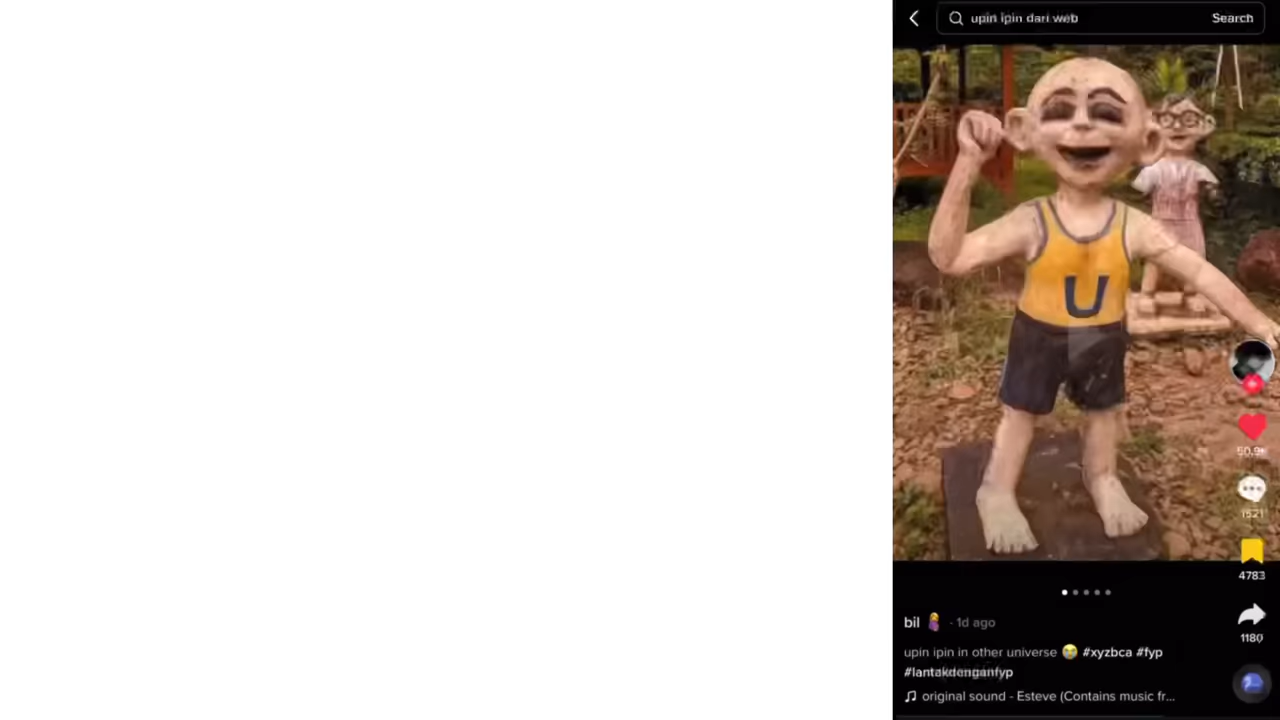 upin ipin dari web
Search
U
1521
4783
1180
bil · 1d ago
upin ipin in other universe 😭 #xyzbca #fyp
original sound - Esteve (Contains music fr...